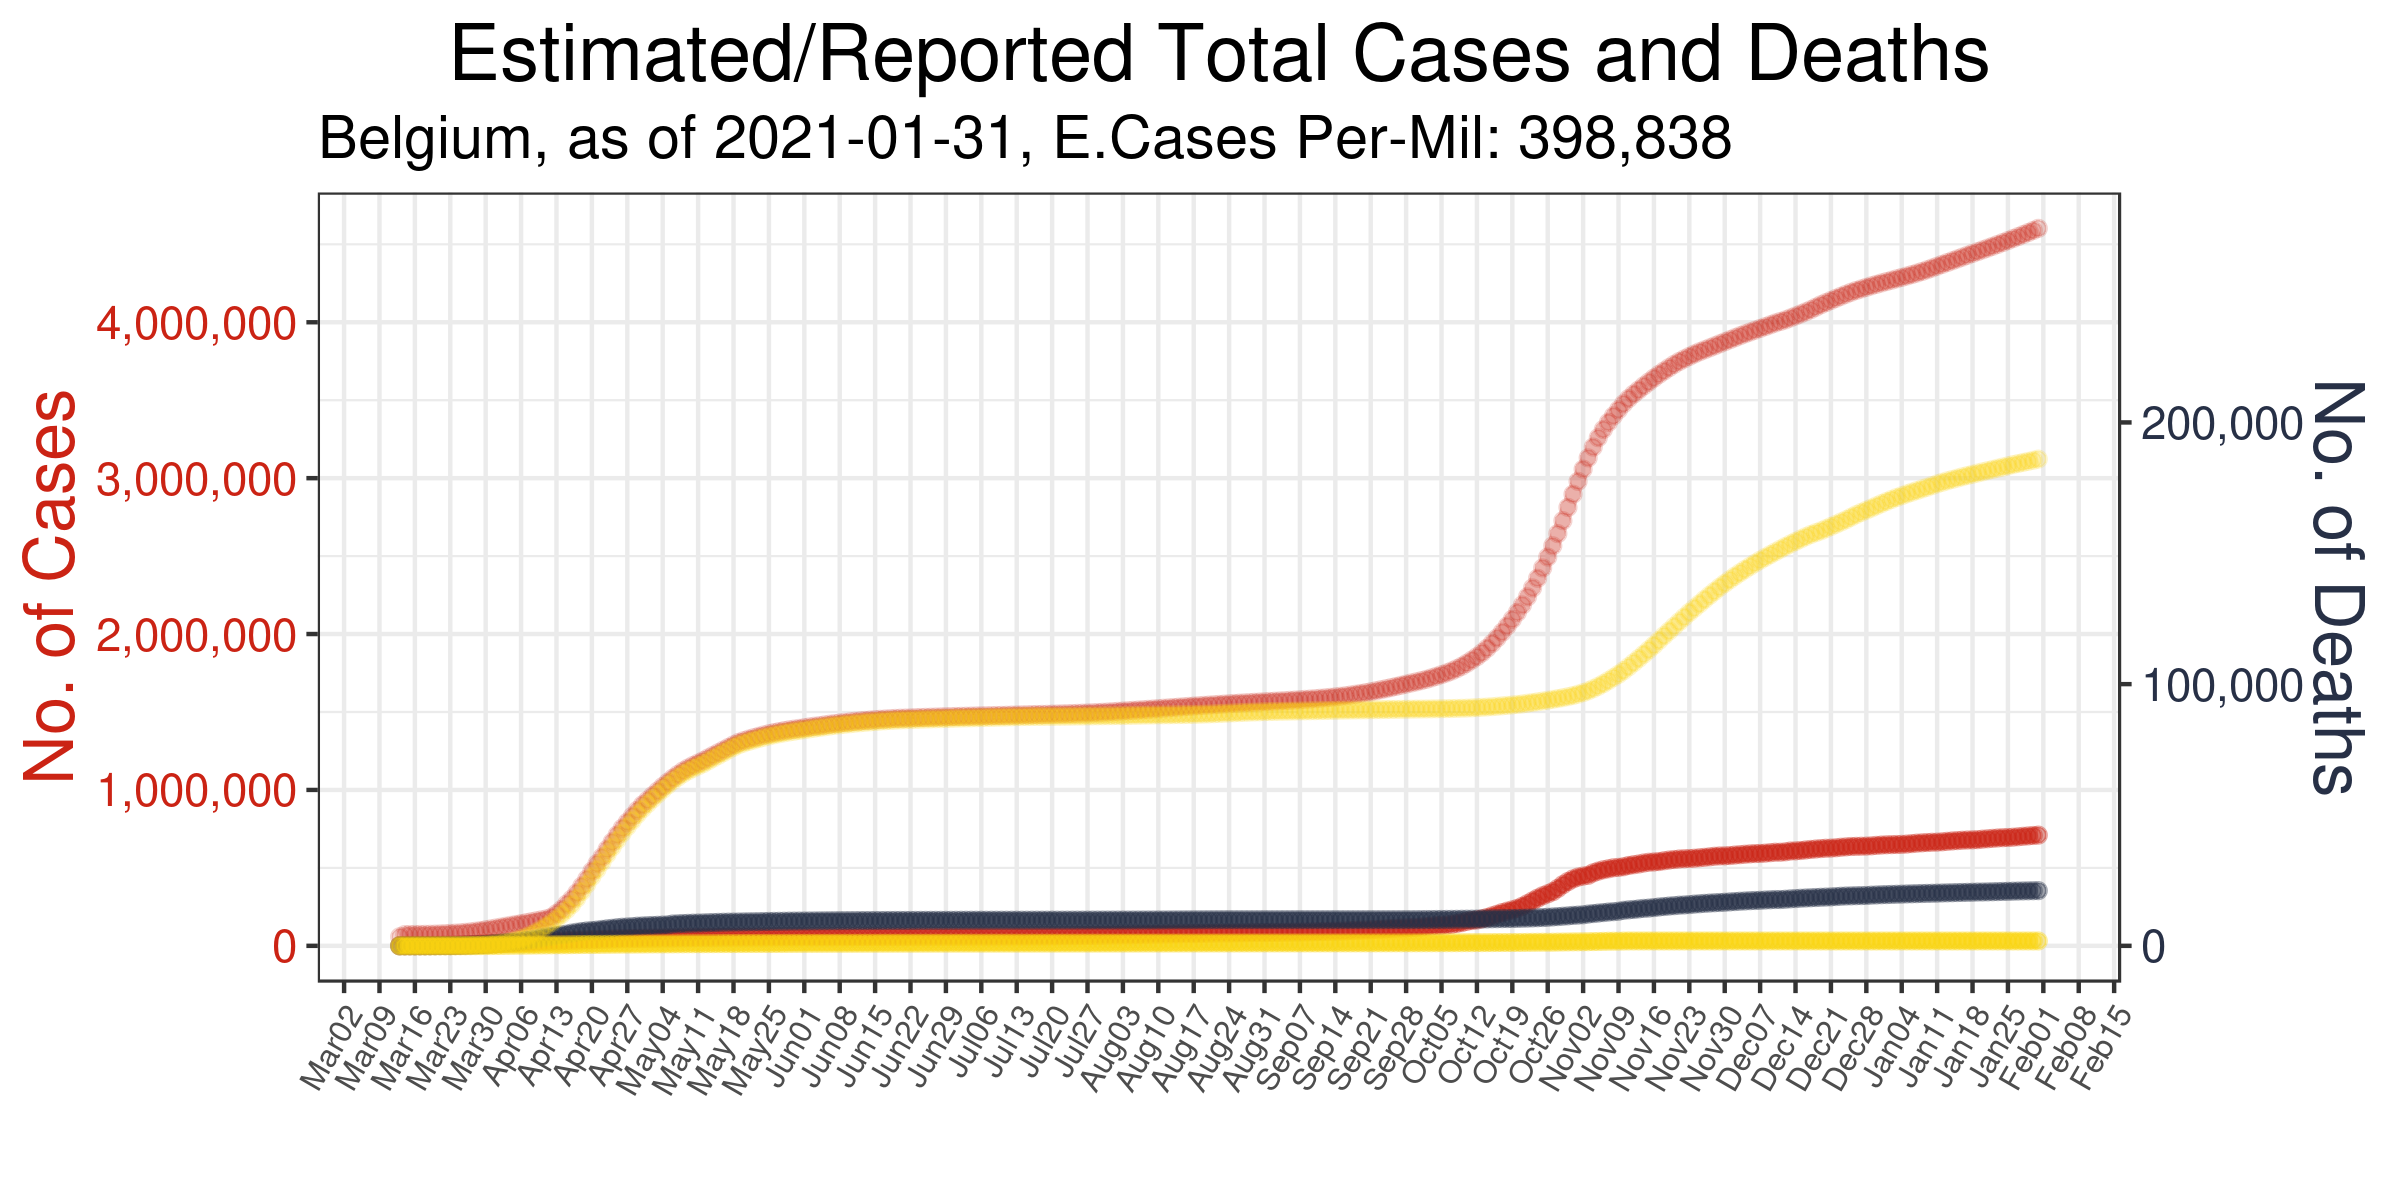 Estimated/Reported Total Cases and Deaths
Belgium, as of 2021-01-31, E.Cases Per-Mil: 398,838
No. of Cases
4,000,000
3,000,000
2,000,000
1,000,000
0
200,000
100,000
0
No. of Deaths
Mar02
Mar09
Mar16
Mar23
Mar30
Apr06
Apr13
Apr20
Apr27
May04
May11
May18
May25
Jun01
Jun08
Jun15
Jun22
Jun29
Jul06
Jul13
Jul20
Jul27
Aug03
Aug10
Aug17
Aug24
Aug31
Sep07
Sep14
Sep21
Sep28
Oct05
Oct12
Oct19
Oct26
Nov02
Nov09
Nov16
Nov23
Nov30
Dec07
Dec14
Dec21
Dec28
Jan04
Jan11
Jan18
Jan25
Feb01
Feb08
Feb15